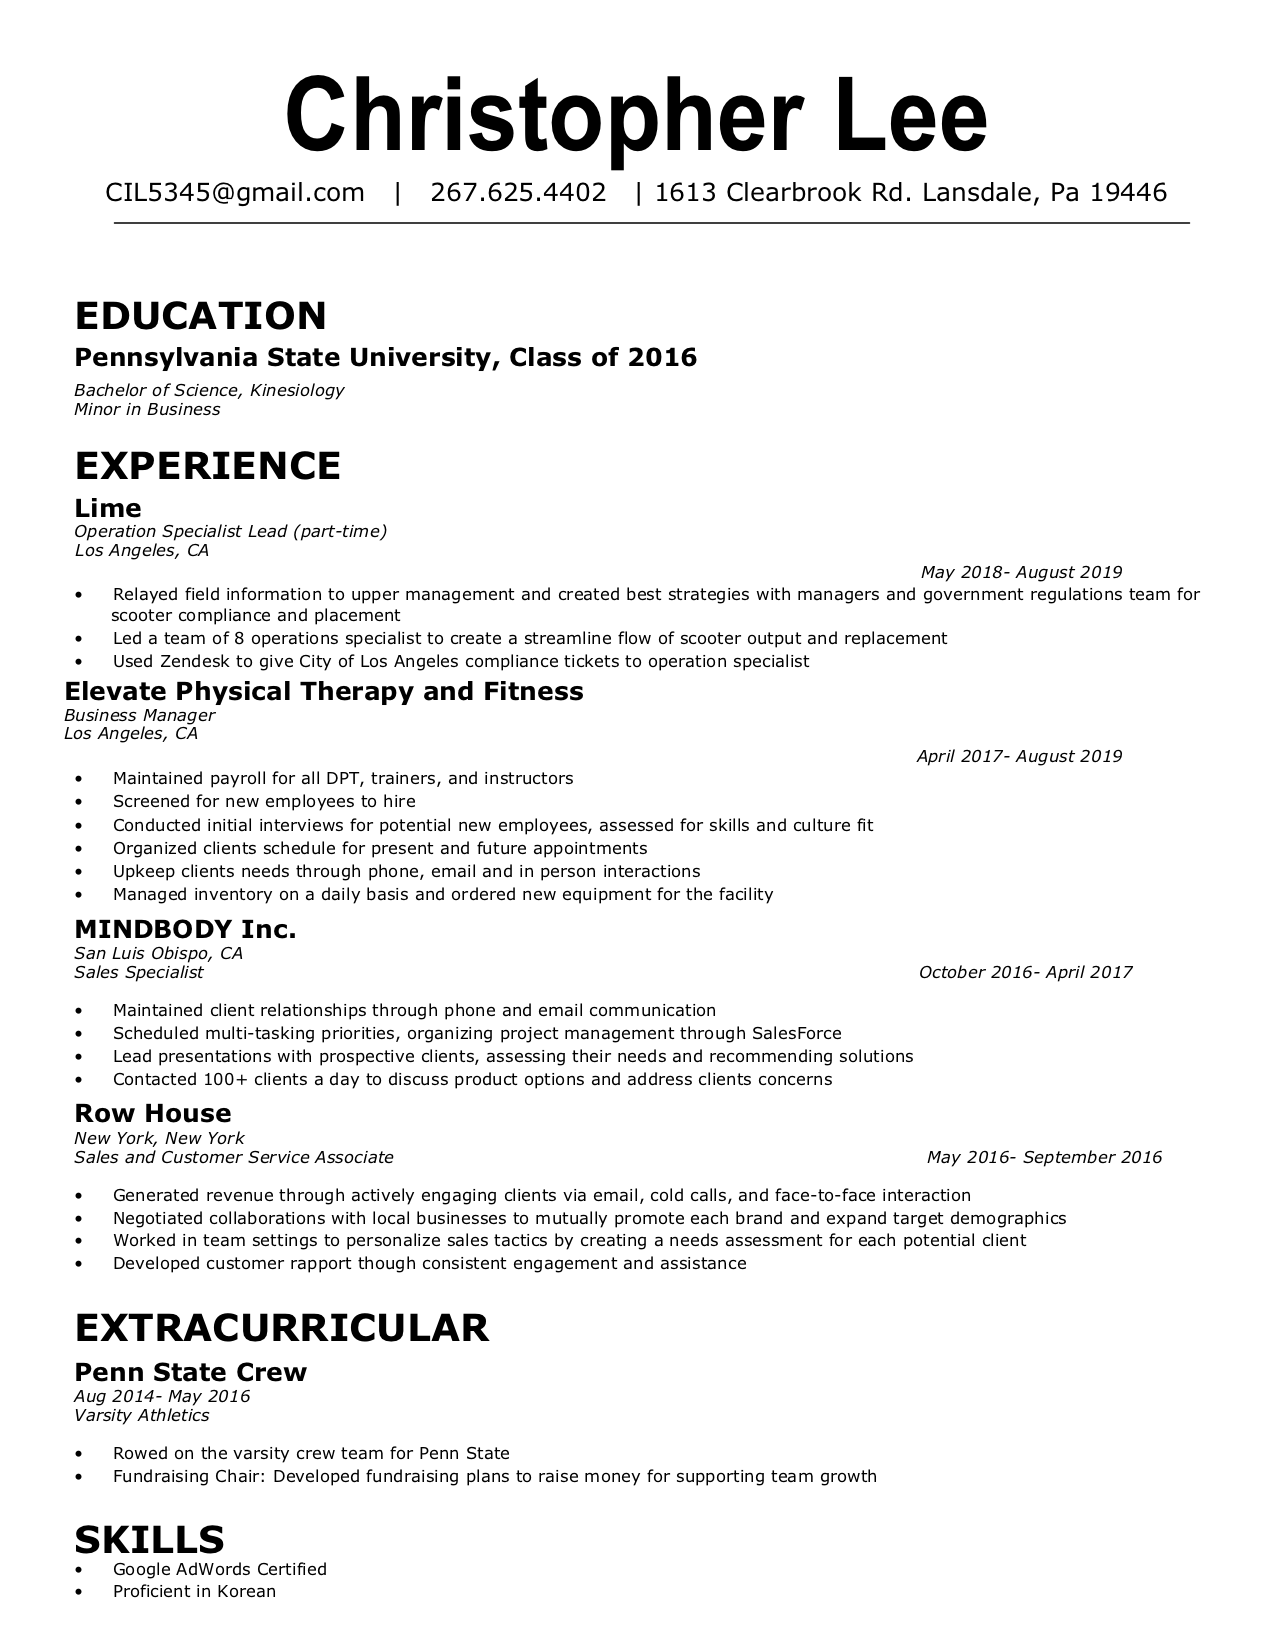 Christopher Lee
CIL5345@gmail.com | 267.625.4402 | 1613 Clearbrook Rd. Lansdale, Pa 19446
EDUCATION
Pennsylvania State University, Class of 2016
Bachelor of Science, Kinesiology
Minor in Business
EXPERIENCE
Lime
Operation Specialist Lead (part-time)
Los Angeles, CA
May 2018- August 2019
• Relayed field information to upper management and created best strategies with managers and government regulations team for
scooter compliance and placement
• Led a team of 8 operations specialist to create a streamline flow of scooter output and replacement
• Used Zendesk to give City of Los Angeles compliance tickets to operation specialist
Elevate Physical Therapy and Fitness
Business Manager
Los Angeles, CA
April 2017- August 2019
• Maintained payroll for all DPT, trainers, and instructors
• Screened for new employees to hire
• Conducted initial interviews for potential new employees, assessed for skills and culture fit
• Organized clients schedule for present and future appointments
• Upkeep clients needs through phone, email and in person interactions
• Managed inventory on a daily basis and ordered new equipment for the facility
MINDBODY Inc.
San Luis Obispo, CA
Sales Specialist October 2016- April 2017
• Maintained client relationships through phone and email communication
• Scheduled multi-tasking priorities, organizing project management through SalesForce
• Lead presentations with prospective clients, assessing their needs and recommending solutions
• Contacted 100+ clients a day to discuss product options and address clients concerns
Row House
New York, New York
Sales and Customer Service Associate May 2016- September 2016
• Generated revenue through actively engaging clients via email, cold calls, and face-to-face interaction
• Negotiated collaborations with local businesses to mutually promote each brand and expand target demographics
• Worked in team settings to personalize sales tactics by creating a needs assessment for each potential client
• Developed customer rapport though consistent engagement and assistance
EXTRACURRICULAR
Penn State Crew
Aug 2014- May 2016
Varsity Athletics
• Rowed on the varsity crew team for Penn State
• Fundraising Chair: Developed fundraising plans to raise money for supporting team growth
SKILLS
• Google AdWords Certified
• Proficient in Korean